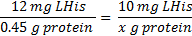 12 mg LHis / 0.45 g protein = 10 mg LHis / x g protein